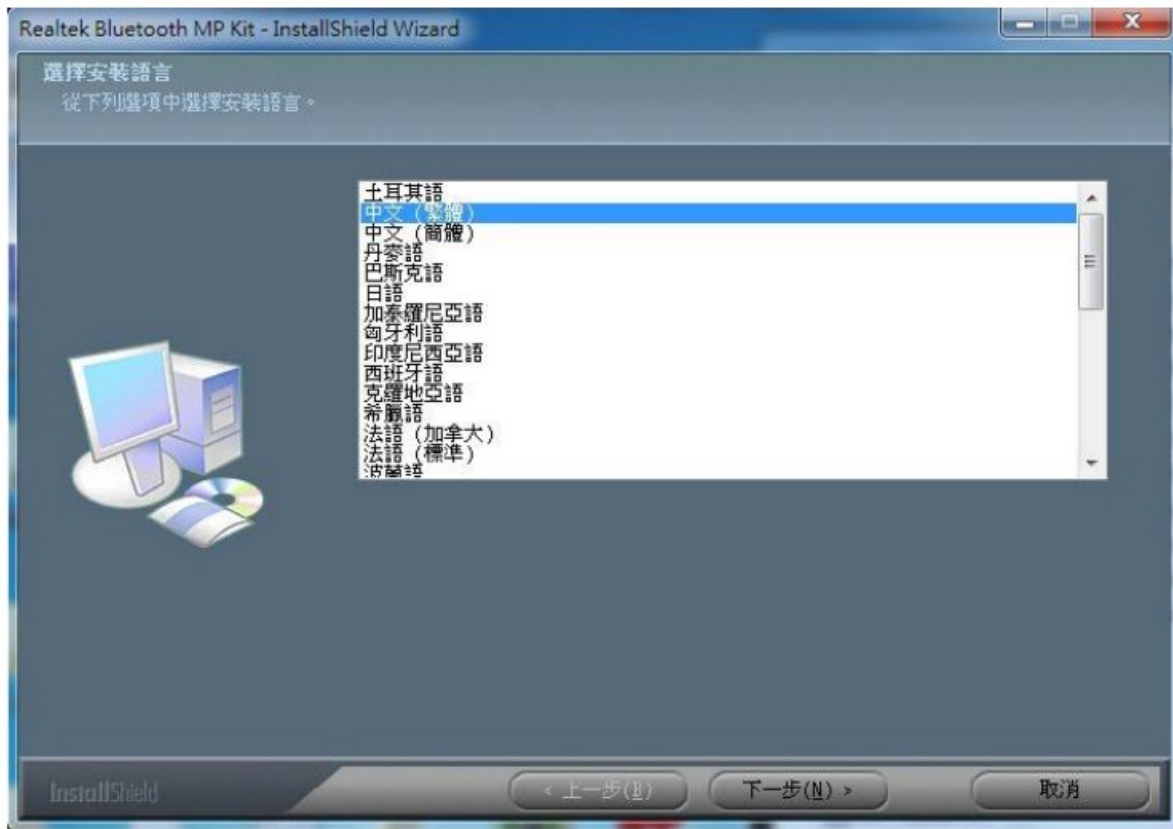 Realtek Bluetooth MP Kit - InstallShield Wizard
選擇安裝語言
從下列選項中選擇安裝語言。
土耳其語
中文 (繁體)
中文 (簡體)
丹麥語
巴斯克語
日語
加泰羅尼亞語
匈牙利語
印度尼西亞語
西班牙語
克羅地亞語
希臘語
法語 (加拿大)
法語 (標準)
波蘭語
InstallShield
< 上一步(B)
下一步(N) >
取消